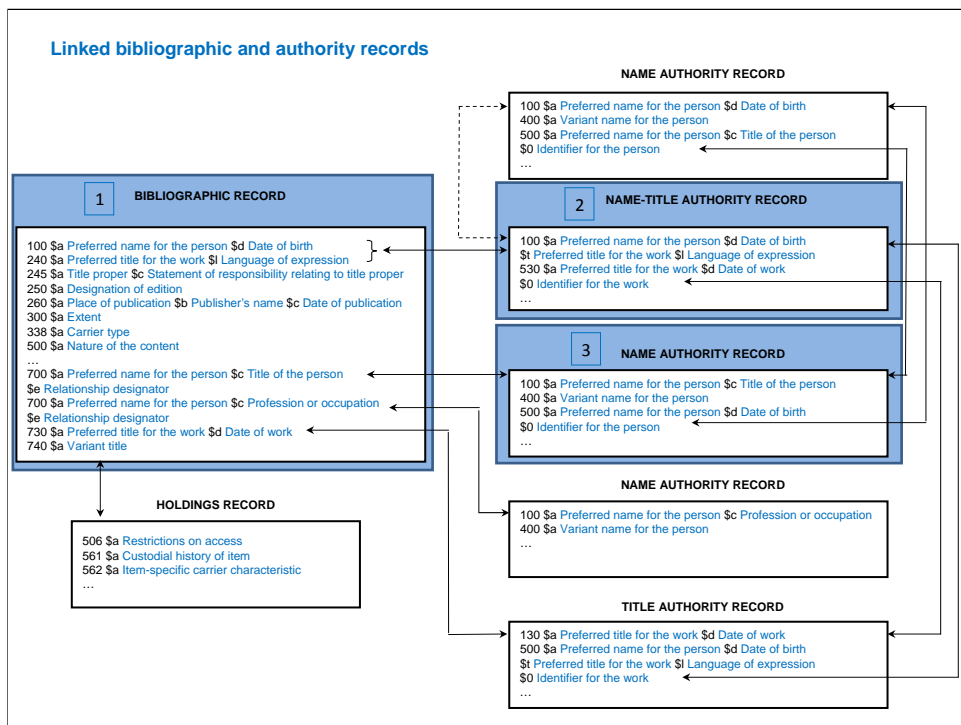 Linked bibliographic and authority records
1
BIBLIOGRAPHIC RECORD
100 $a Preferred name for the person $d Date of birth
240 $a Preferred title for the work $l Language of expression
245 $a Title proper $c Statement of responsibility relating to title proper
250 $a Designation of edition
260 $a Place of publication $b Publisher’s name $c Date of publication
300 $a Extent
338 $a Carrier type
500 $a Nature of the content
…
700 $a Preferred name for the person $c Title of the person
$e Relationship designator
700 $a Preferred name for the person $c Profession or occupation
$e Relationship designator
730 $a Preferred title for the work $d Date of work
740 $a Variant title
HOLDINGS RECORD
506 $a Restrictions on access
561 $a Custodial history of item
562 $a Item-specific carrier characteristic
…
NAME AUTHORITY RECORD
100 $a Preferred name for the person $d Date of birth
400 $a Variant name for the person
500 $a Preferred name for the person $c Title of the person
$0 Identifier for the person
…
2
NAME-TITLE AUTHORITY RECORD
100 $a Preferred name for the person $d Date of birth
$t Preferred title for the work $l Language of expression
530 $a Preferred title for the work $d Date of work
$0 Identifier for the work
…
3
NAME AUTHORITY RECORD
100 $a Preferred name for the person $c Title of the person
400 $a Variant name for the person
500 $a Preferred name for the person $d Date of birth
$0 Identifier for the person
…
NAME AUTHORITY RECORD
100 $a Preferred name for the person $c Profession or occupation
400 $a Variant name for the person
…
TITLE AUTHORITY RECORD
130 $a Preferred title for the work $d Date of work
500 $a Preferred name for the person $d Date of birth
$t Preferred title for the work $l Language of expression
$0 Identifier for the work
…